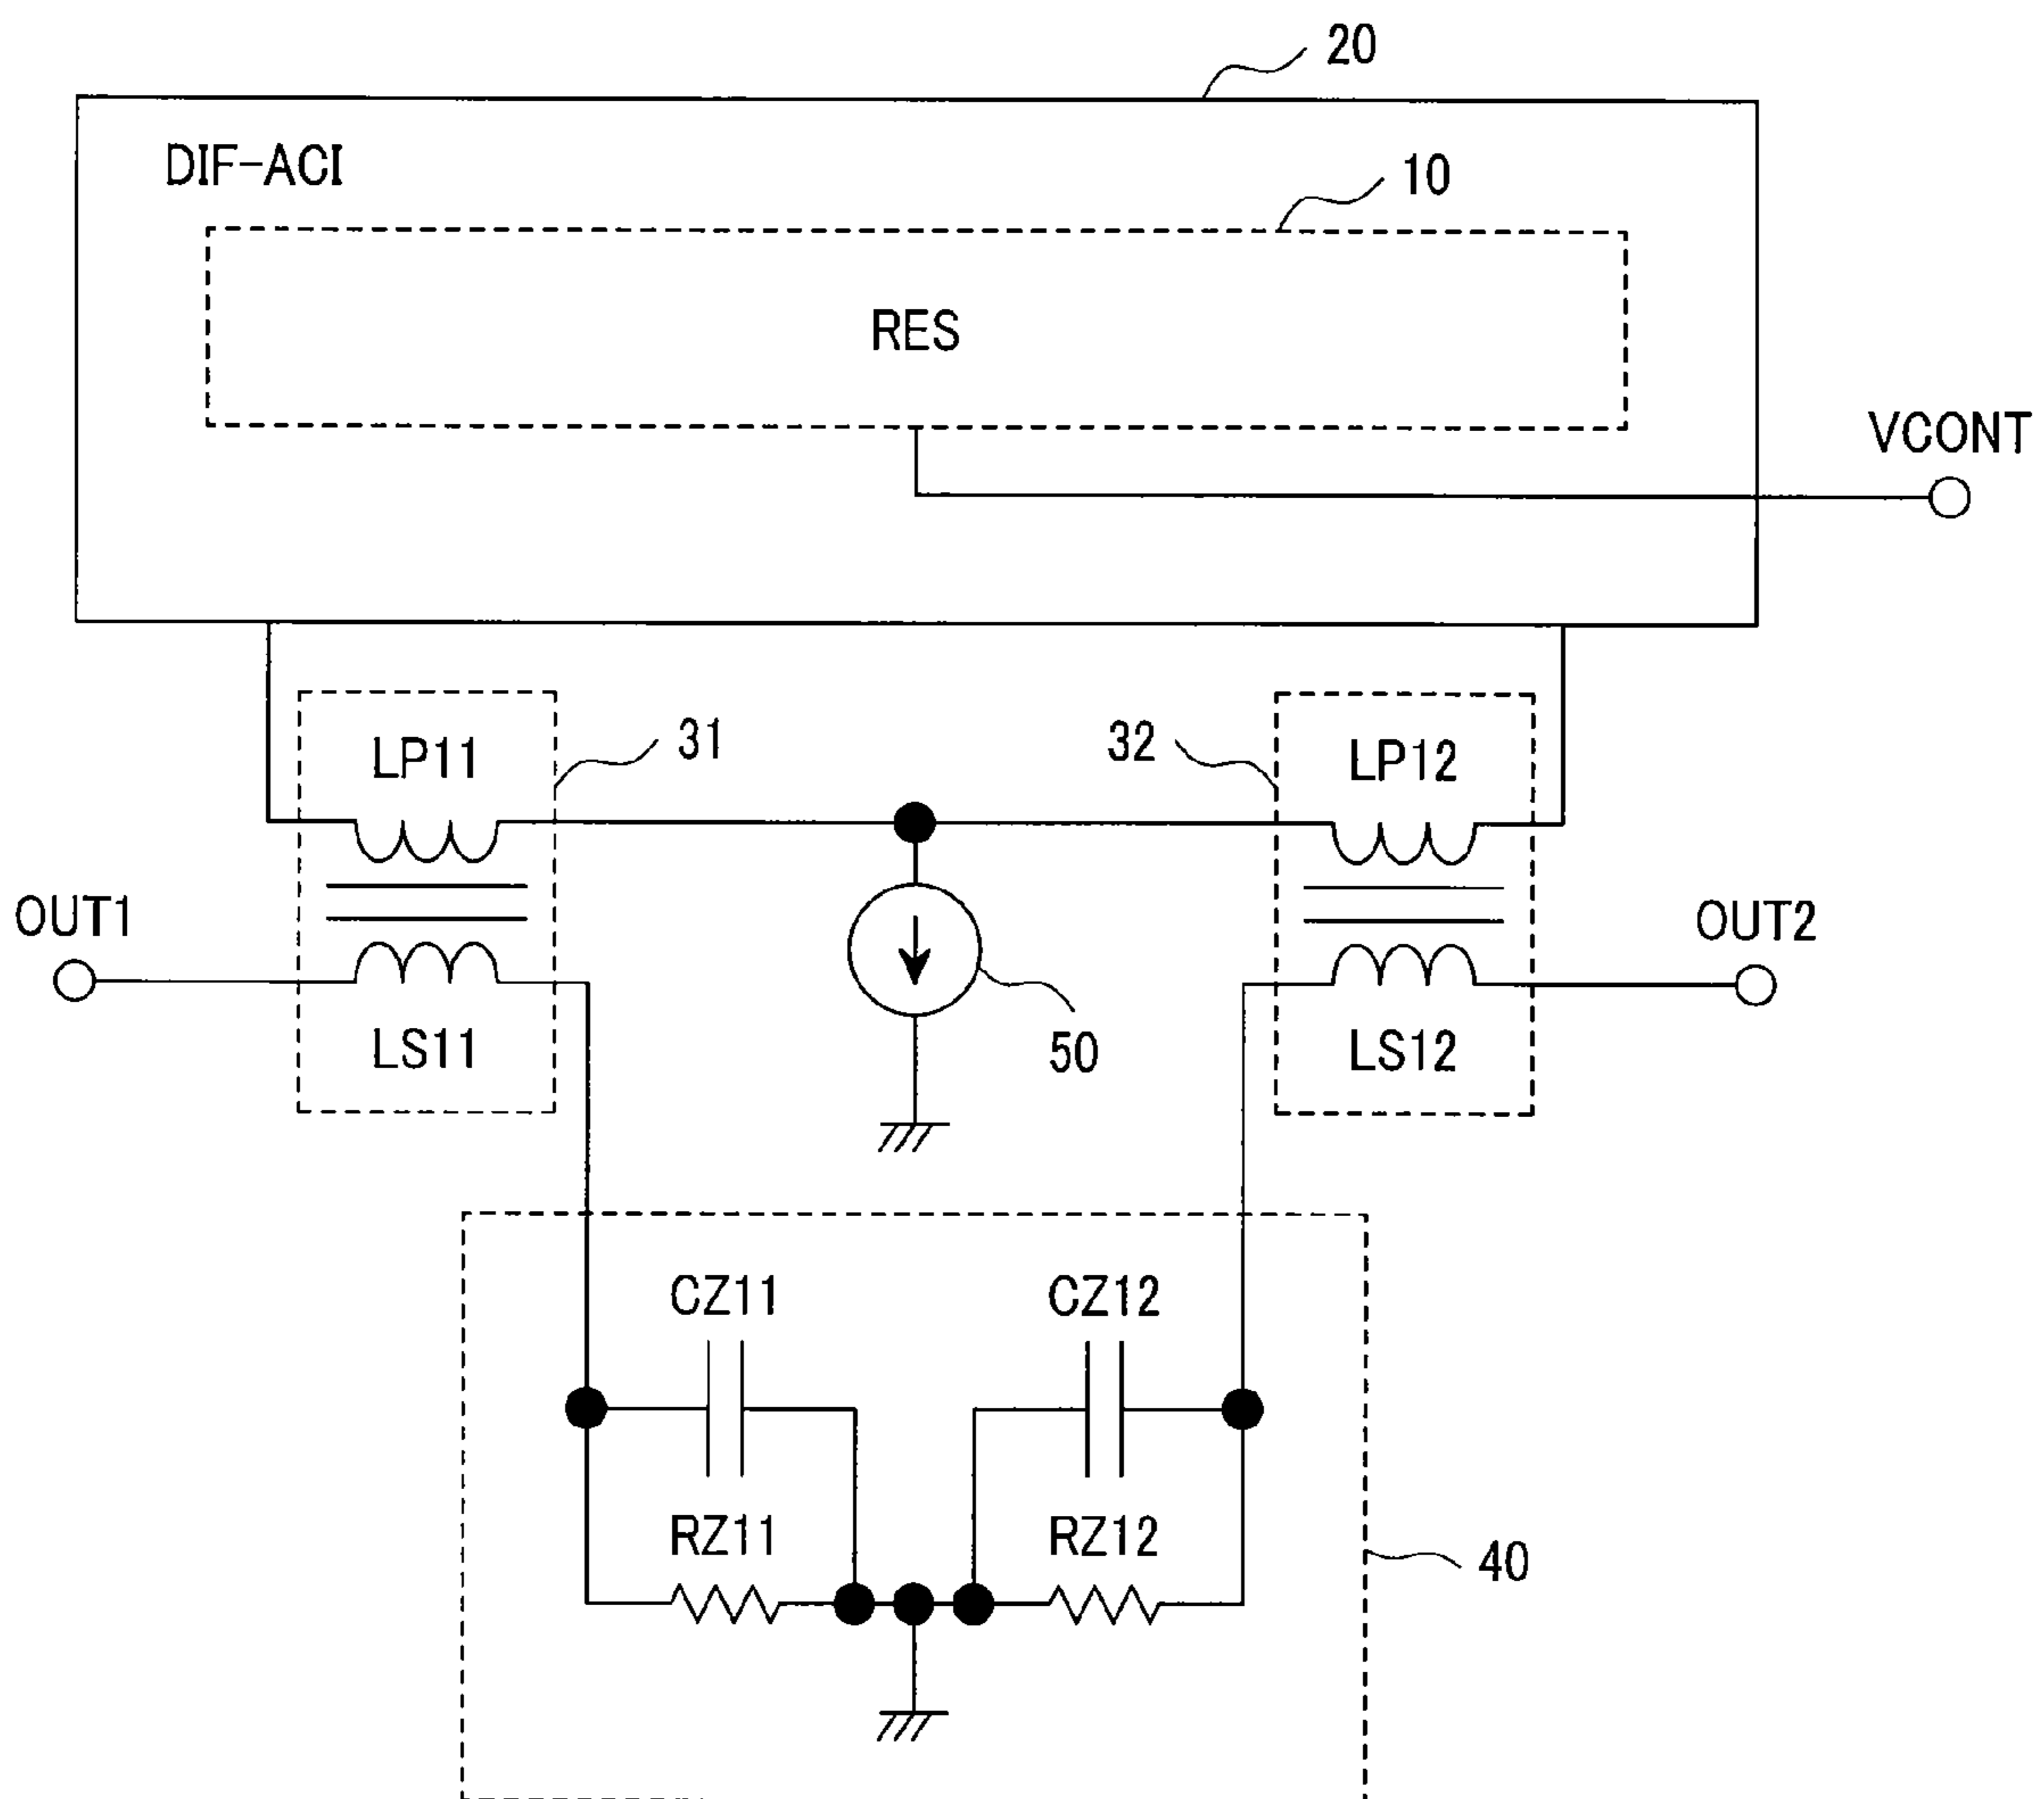 20
DIF-ACI
10
RES
VCONT
31
32
LP11
LP12
OUT1
OUT2
50
LS11
LS12
CZ11
CZ12
RZ11
RZ12
40